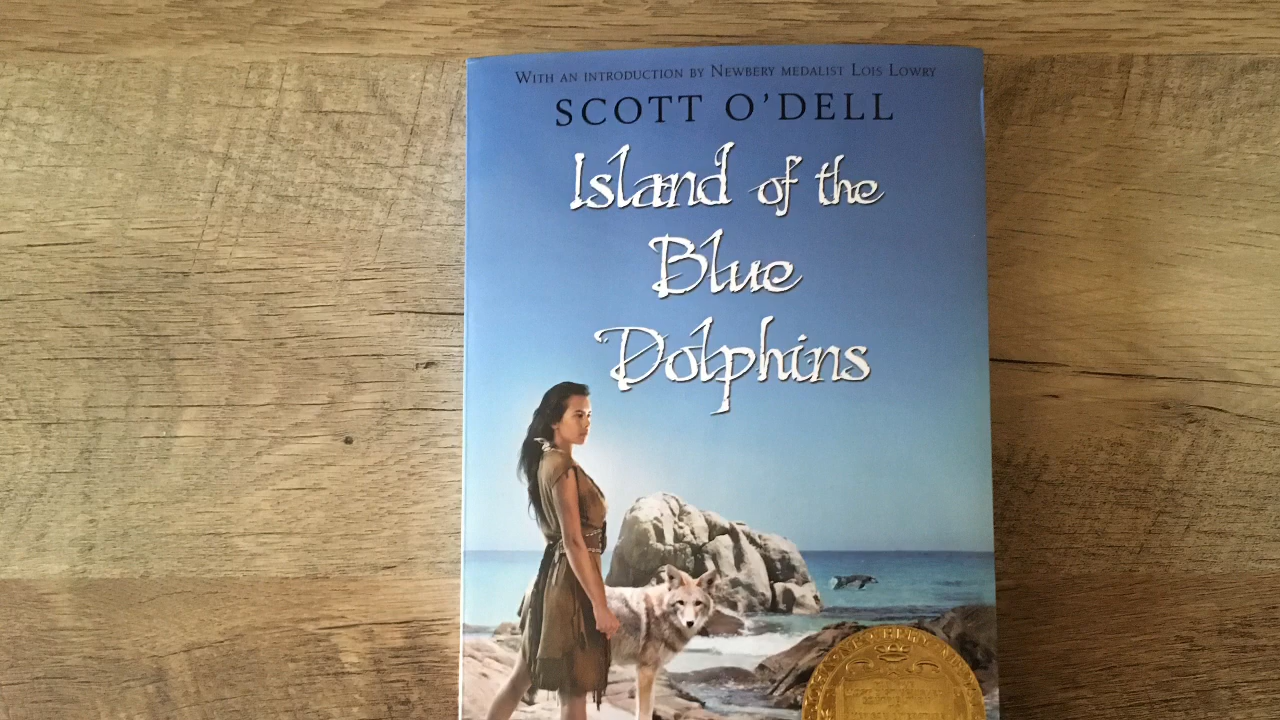 WITH AN INTRODUCTION BY NEWBERY MEDALIST LOIS LOWRY
SCOTT O'DELL
Island of the
Blue
Dolphins